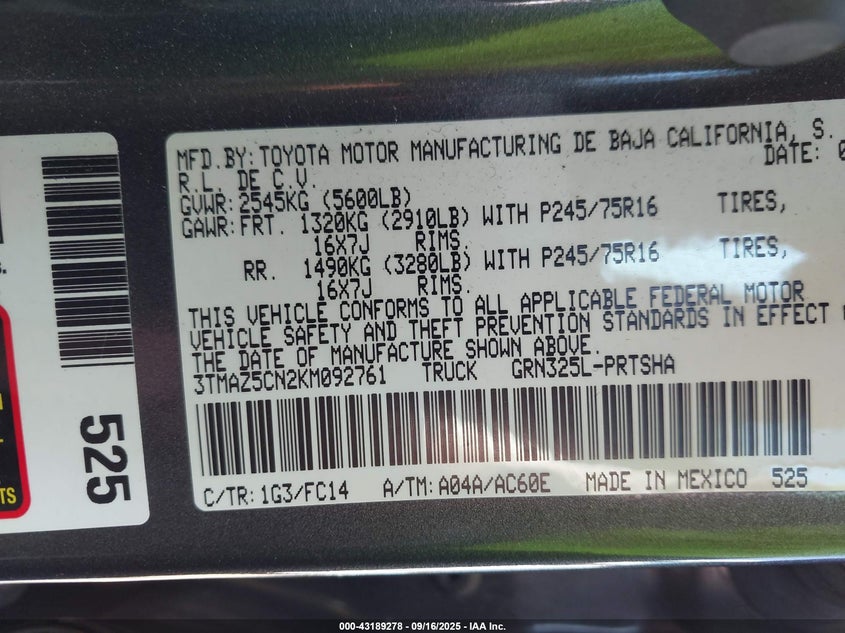 MFD.BY: TOYOTA MOTOR MANUFACTURING DE BAJA CALIFORNIA, S.
R.L. DE C.V. DATE: 0
GVWR: 2545KG (5600LB)
GAWR: FRT. 1320KG (2910LB) WITH P245/75R16 TIRES,
16X7J RIMS.
RR. 1490KG (3280LB) WITH P245/75R16 TIRES,
16X7J RIMS.
THIS VEHICLE CONFORMS TO ALL APPLICABLE FEDERAL MOTOR
VEHICLE SAFETY AND THEFT PREVENTION STANDARDS IN EFFECT
THE DATE OF MANUFACTURE SHOWN ABOVE.
3TMAZ5CN2KM092761 TRUCK GRN325L-PRTSHA
C/TR: 1G3/FC14 A/TM: A04A/AC60E MADE IN MEXICO 525
525
TS
000-43189278 - 09/16/2025 - IAA Inc.